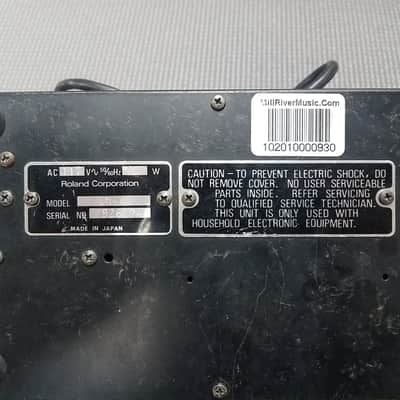 MillRiverMusic.Com
102010000930
AC 117 V∿ 50/60Hz W
Roland Corporation
MODEL
SERIAL NO
MADE IN JAPAN
CAUTION – TO PREVENT ELECTRIC SHOCK, DO
NOT REMOVE COVER. NO USER SERVICEABLE
PARTS INSIDE. REFER SERVICING
TO QUALIFIED SERVICE TECHNICIAN.
THIS UNIT IS ONLY USED WITH
HOUSEHOLD ELECTRONIC EQUIPMENT.